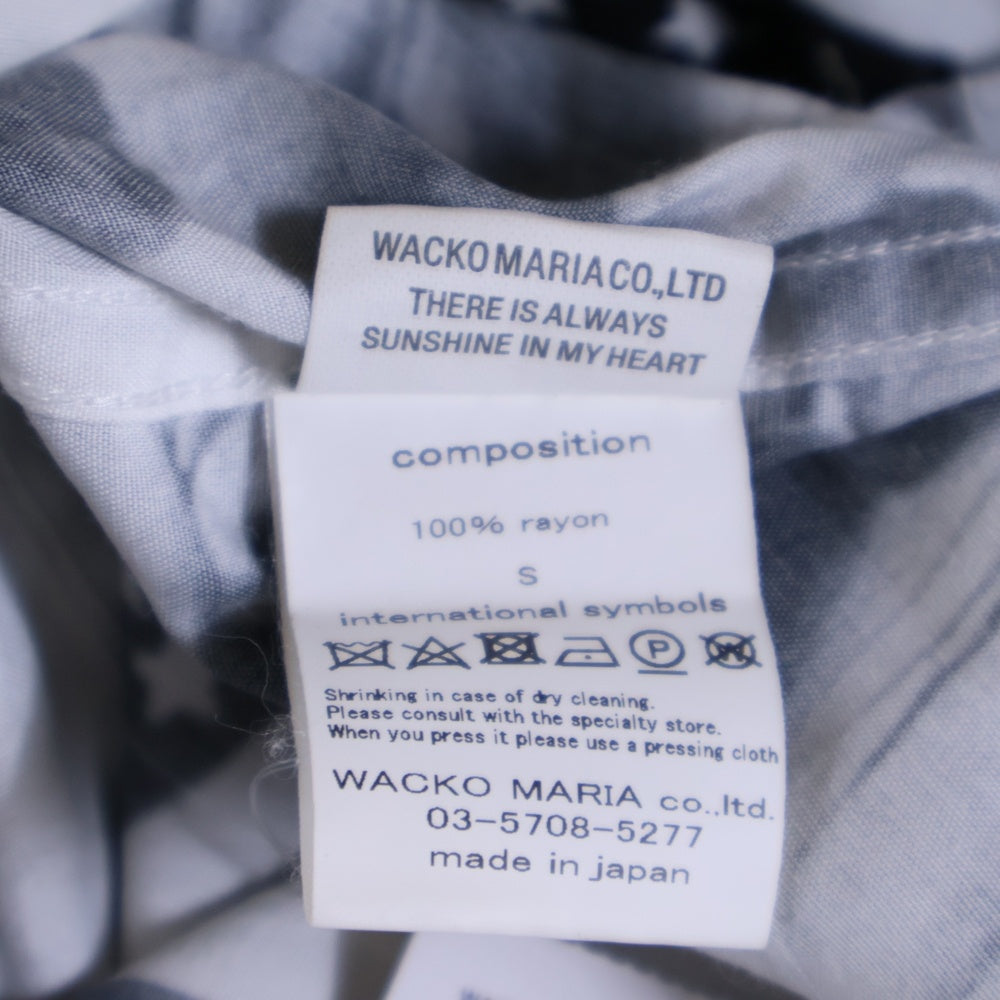 WACKO MARIA CO.,LTD
THERE IS ALWAYS
SUNSHINE IN MY HEART
composition
100% rayon
S
international symbols
P W
Shrinking in case of dry cleaning.
Please consult with the specialty store.
When you press it please use a pressing cloth
WACKO MARIA co.,ltd.
03-5708-5277
made in japan